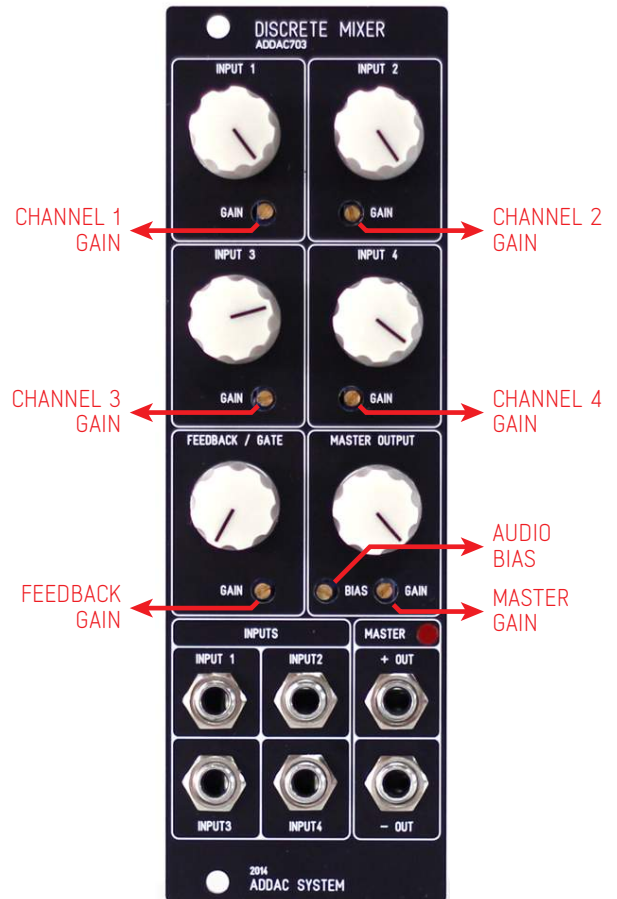 DISCRETE MIXER
ADDAC703
INPUT 1
INPUT 2
GAIN
GAIN
CHANNEL 1
GAIN
CHANNEL 2
GAIN
INPUT 3
INPUT 4
GAIN
GAIN
CHANNEL 3
GAIN
CHANNEL 4
GAIN
FEEDBACK / GATE
MASTER OUTPUT
AUDIO
BIAS
GAIN
BIAS
GAIN
FEEDBACK
GAIN
MASTER
GAIN
INPUTS
MASTER
INPUT 1
INPUT2
+ OUT
INPUT3
INPUT4
- OUT
2014
ADDAC SYSTEM